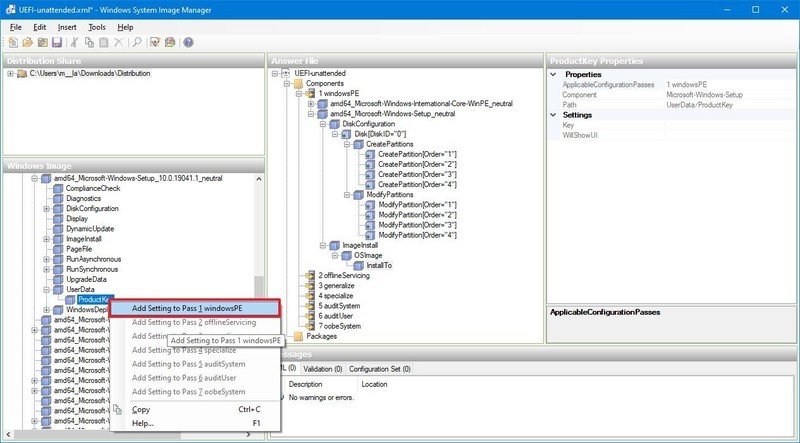 UEFI-unattended.xml* - Windows System Image Manager
File Edit Insert Tools Help
Distribution Share
C:\Users\m__la\Downloads\Distribution
Windows Image
amd64_Microsoft-Windows-Setup_10.0.19041.1_neutral
ComplianceCheck
Diagnostics
DiskConfiguration
Display
DynamicUpdate
ImageInstall
PageFile
RunAsynchronous
RunSynchronous
UpgradeData
UserData
ProductKey
WindowsDepl
amd64_Microsoft-W
amd64_Microsoft-W
amd64_Microsoft-W
amd64_Microsoft-W
amd64_Microsoft-W
amd64_Microsoft-W
amd64_Microsoft-W
amd64_Microsoft-W
amd64_Microsoft-W
Add Setting to Pass 1 windowsPE
Add Setting to Pass 2 offlineServicing
Add Setting to Pass 1 windowsPE
Add Setting to Pass 4 specialize
Add Setting to Pass 5 auditSystem
Add Setting to Pass 6 auditUser
Add Setting to Pass 7 oobeSystem
Copy Ctrl+C
Help... F1
Answer File
UEFI-unattended
Components
1 windowsPE
amd64_Microsoft-Windows-International-Core-WinPE_neutral
amd64_Microsoft-Windows-Setup_neutral
DiskConfiguration
Disk[DiskID="0"]
CreatePartitions
CreatePartition[Order="1"]
CreatePartition[Order="2"]
CreatePartition[Order="3"]
CreatePartition[Order="4"]
ModifyPartitions
ModifyPartition[Order="1"]
ModifyPartition[Order="2"]
ModifyPartition[Order="3"]
ModifyPartition[Order="4"]
ImageInstall
OSImage
InstallTo
2 offlineServicing
3 generalize
4 specialize
5 auditSystem
6 auditUser
7 oobeSystem
Packages
ProductKey Properties
Properties
ApplicableConfigurationPasses 1 windowsPE
Component Microsoft-Windows-Setup
Path UserData/ProductKey
Settings
Key
WillShowUI
ApplicableConfigurationPasses
Messages
XML (0) Validation (0) Configuration Set (0)
Description Location
No warnings or errors.